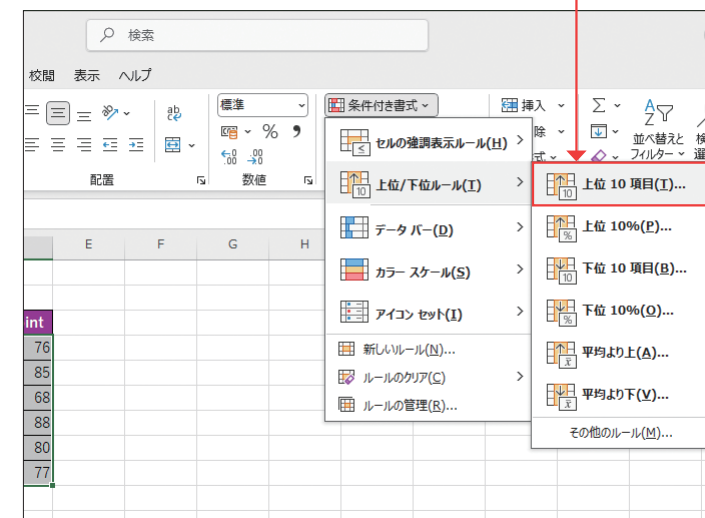 検索
校閲 表示 ヘルプ
標準
条件付き書式
挿入
除
式
Σ
並べ替えと
フィルター
配置
数値
セルの強調表示ルール(H)
上位/下位ルール(T)
データ バー(D)
カラー スケール(S)
アイコン セット(I)
新しいルール(N)...
ルールのクリア(C)
ルールの管理(R)...
上位 10 項目(T)...
上位 10%(P)...
下位 10 項目(B)...
下位 10%(O)...
平均より上(A)...
平均より下(V)...
その他のルール(M)...
E F G H
int
76
85
68
88
80
77